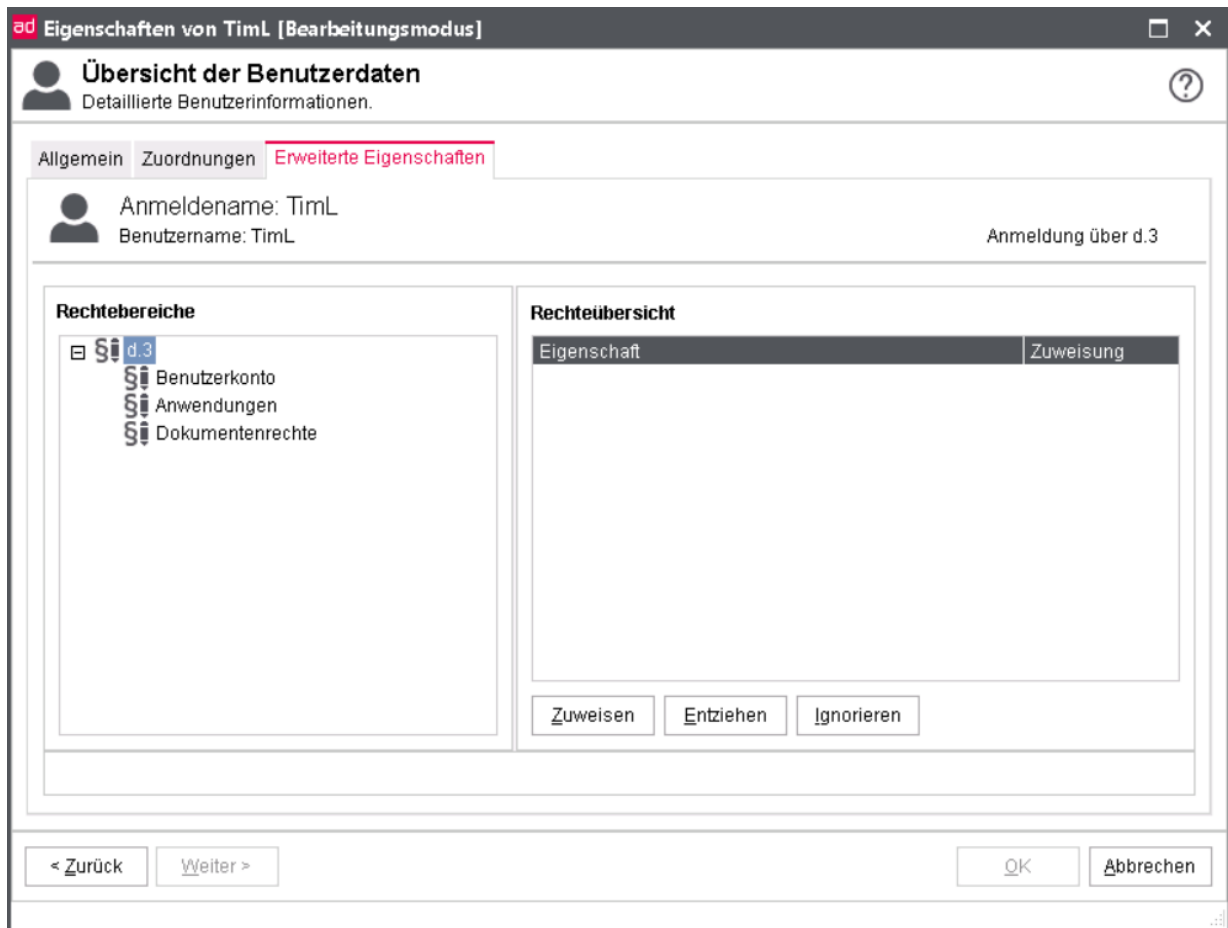 ad Eigenschaften von TimL [Bearbeitungsmodus]
Übersicht der Benutzerdaten
Detaillierte Benutzerinformationen.
Allgemein Zuordnungen Erweiterte Eigenschaften
Anmeldename: TimL
Benutzername: TimL
Anmeldung über d.3
Rechtebereiche
d.3
Benutzerkonto
Anwendungen
Dokumentenrechte
Rechteübersicht
Eigenschaft Zuweisung
Zuweisen Entziehen Ignorieren
< Zurück Weiter > OK Abbrechen